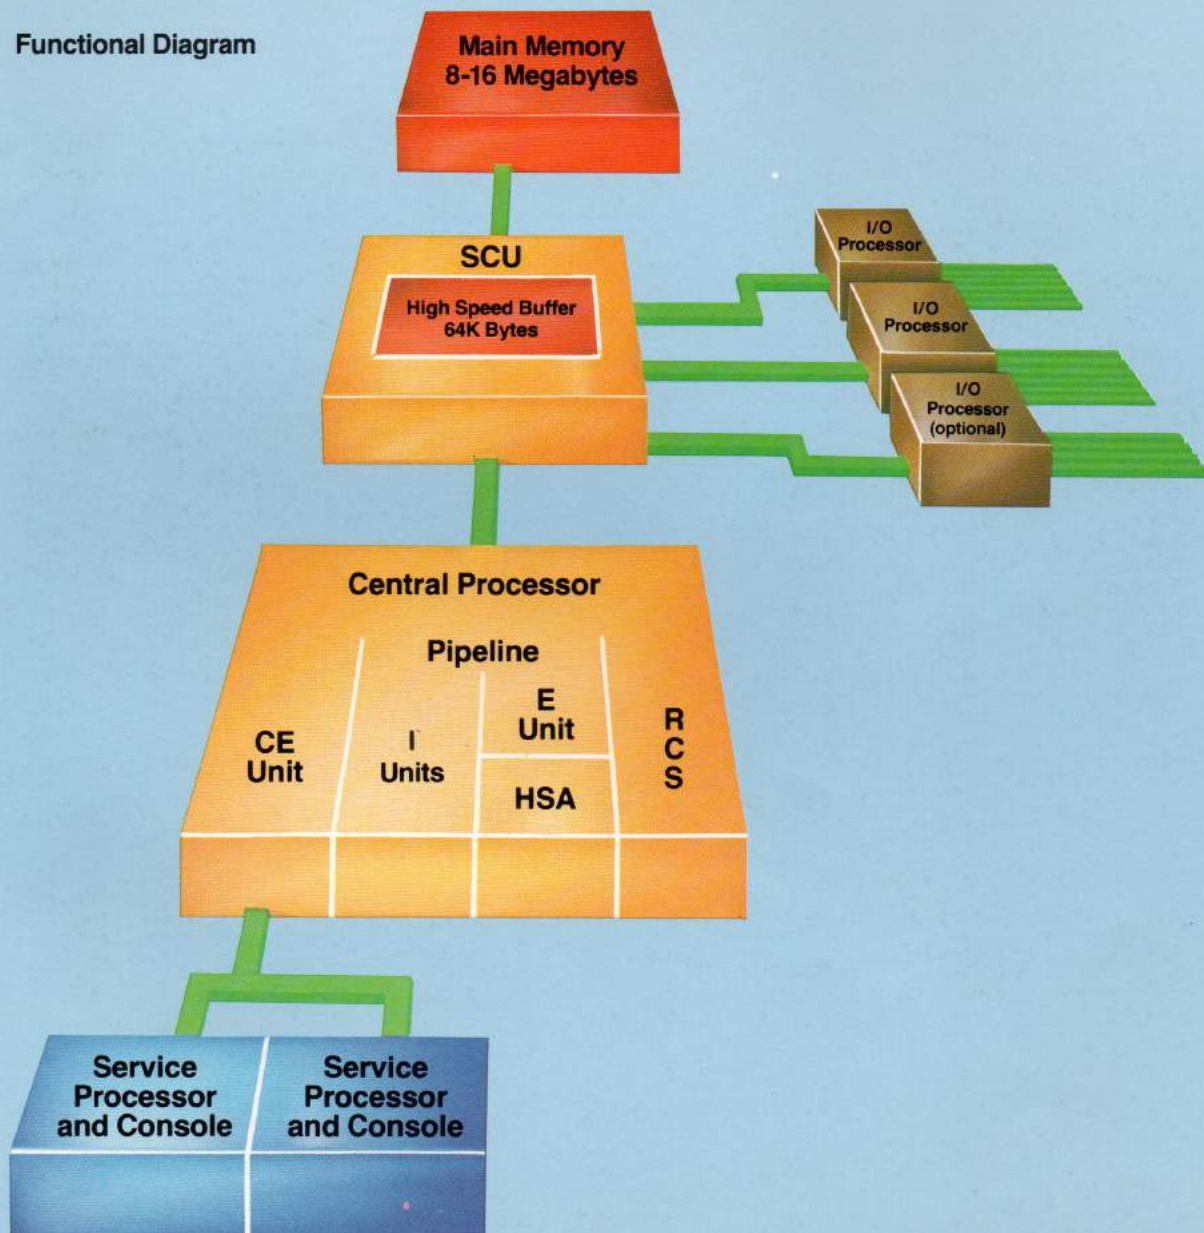 Functional Diagram
Main Memory
8-16 Megabytes
SCU
High Speed Buffer
64K Bytes
I/O
Processor
I/O
Processor
I/O
Processor
(optional)
Central Processor
Pipeline
CE
Unit
I
Units
E
Unit
HSA
R
C
S
Service
Processor
and Console
Service
Processor
and Console